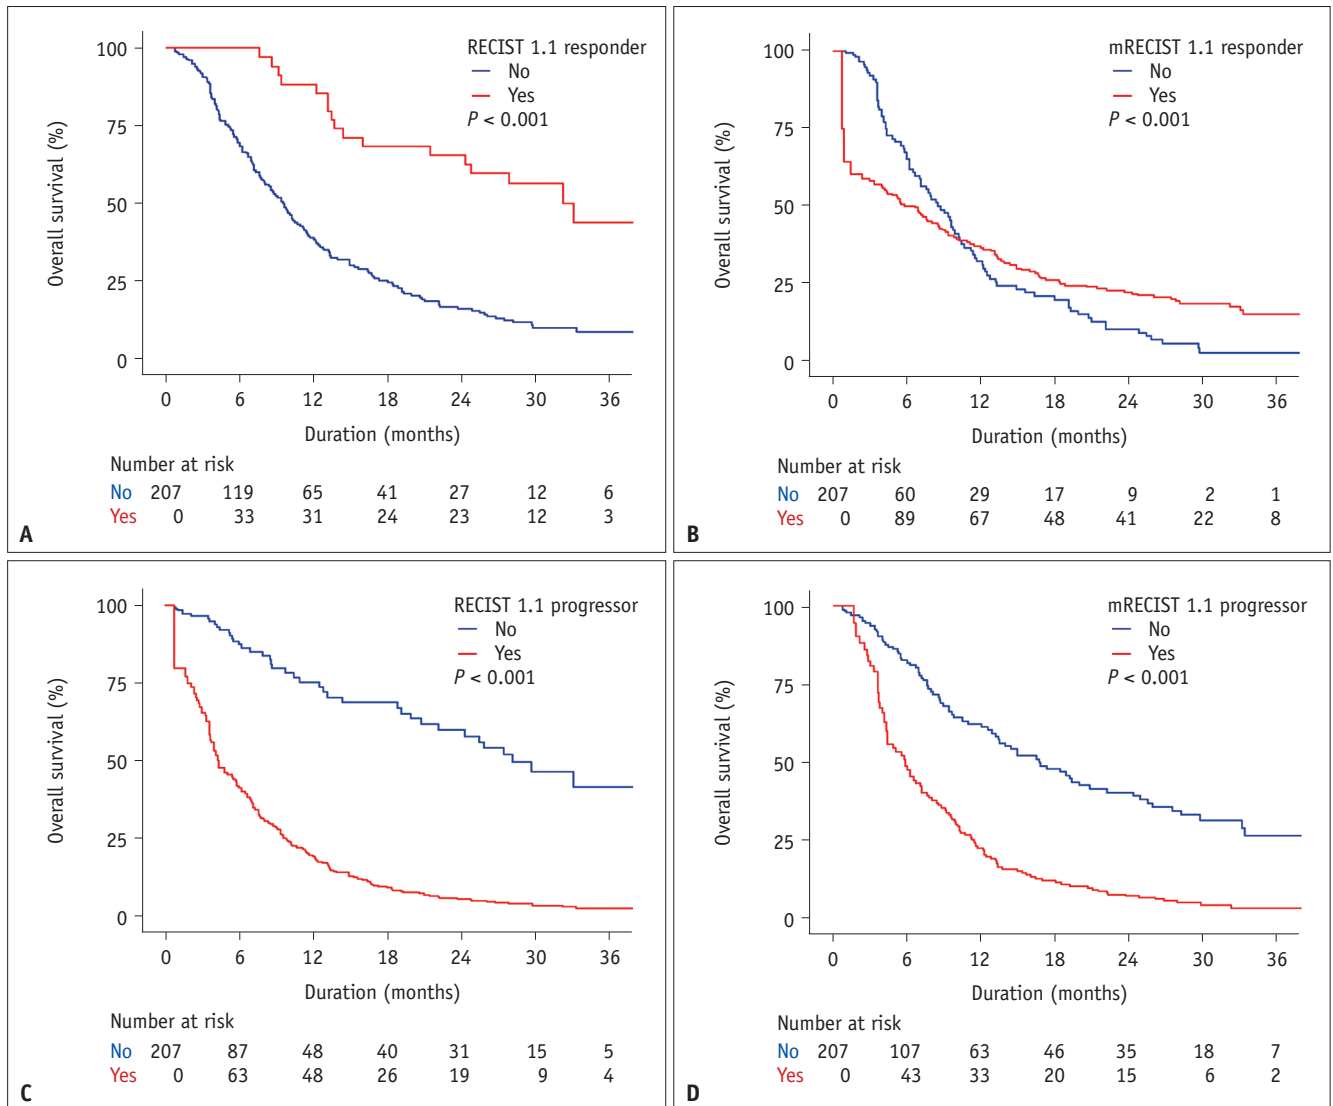 RECIST 1.1 responder
No
Yes
P < 0.001
100
75
50
25
0
Overall survival (%)
0 6 12 18 24 30 36
Duration (months)
Number at risk
No 207 119 65 41 27 12 6
Yes 0 33 31 24 23 12 3
A
mRECIST 1.1 responder
No
Yes
P < 0.001
100
75
50
25
0
Overall survival (%)
0 6 12 18 24 30 36
Duration (months)
Number at risk
No 207 60 29 17 9 2 1
Yes 0 89 67 48 41 22 8
B
RECIST 1.1 progressor
No
Yes
P < 0.001
100
75
50
25
0
Overall survival (%)
0 6 12 18 24 30 36
Duration (months)
Number at risk
No 207 87 48 40 31 15 5
Yes 0 63 48 26 19 9 4
C
mRECIST 1.1 progressor
No
Yes
P < 0.001
100
75
50
25
0
Overall survival (%)
0 6 12 18 24 30 36
Duration (months)
Number at risk
No 207 107 63 46 35 18 7
Yes 0 43 33 20 15 6 2
D